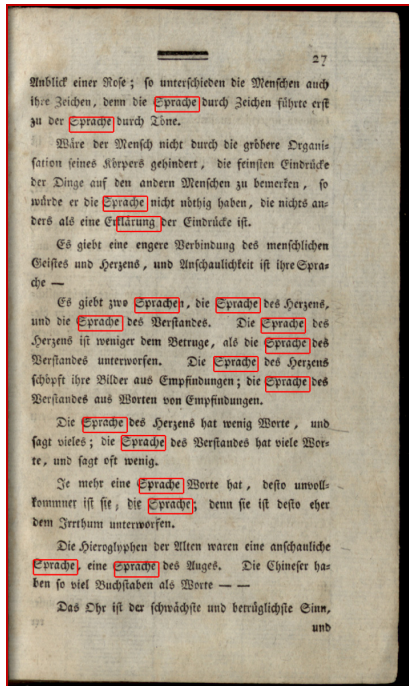 27
Anblick einer Rose; so unterschieden die Menschen auch
ihre Zeichen, denn die Sprache durch Zeichen führte erst
zu der Sprache durch Töne.
Wäre der Mensch nicht durch die gröbere Organi-
sation seines Körpers gehindert, die feinsten Eindrücke
der Dinge auf den andern Menschen zu bemerken, so
würde er die Sprache nicht nöthig haben, die nichts an-
ders als eine Erklärung der Eindrücke ist.
Es giebt eine engere Verbindung des menschlichen
Geistes und Herzens, und Anschaulichkeit ist ihre Spra-
che —
Es giebt zwo Sprachen, die Sprache des Herzens,
und die Sprache des Verstandes. Die Sprache des
Herzens ist weniger dem Betruge, als die Sprache des
Verstandes unterworfen. Die Sprache des Herzens
schöpft ihre Bilder aus Empfindungen; die Sprache des
Verstandes aus Worten von Empfindungen.
Die Sprache des Herzens hat wenig Worte, und
sagt vieles; die Sprache des Verstandes hat viele Wor-
te, und sagt oft wenig.
Je mehr eine Sprache Worte hat, desto unvoll-
kommner ist sie, die Sprache; denn sie ist desto eher
dem Irrthum unterworfen.
Die Hieroglyphen der Alten waren eine anschauliche
Sprache, eine Sprache des Auges. Die Chineser ha-
ben so viel Buchstaben als Worte — —
Das Ohr ist der schwächste und betrüglichste Sinn,
und